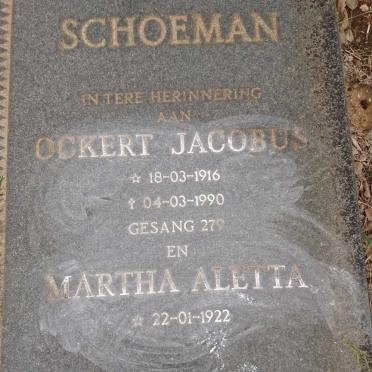 SCHOEMAN
IN TERE HERINNERING
AAN
OCKERT JACOBUS
☆ 18-03-1916
† 04-03-1990
GESANG 279
EN
MARTHA ALETTA
☆ 22-01-1922